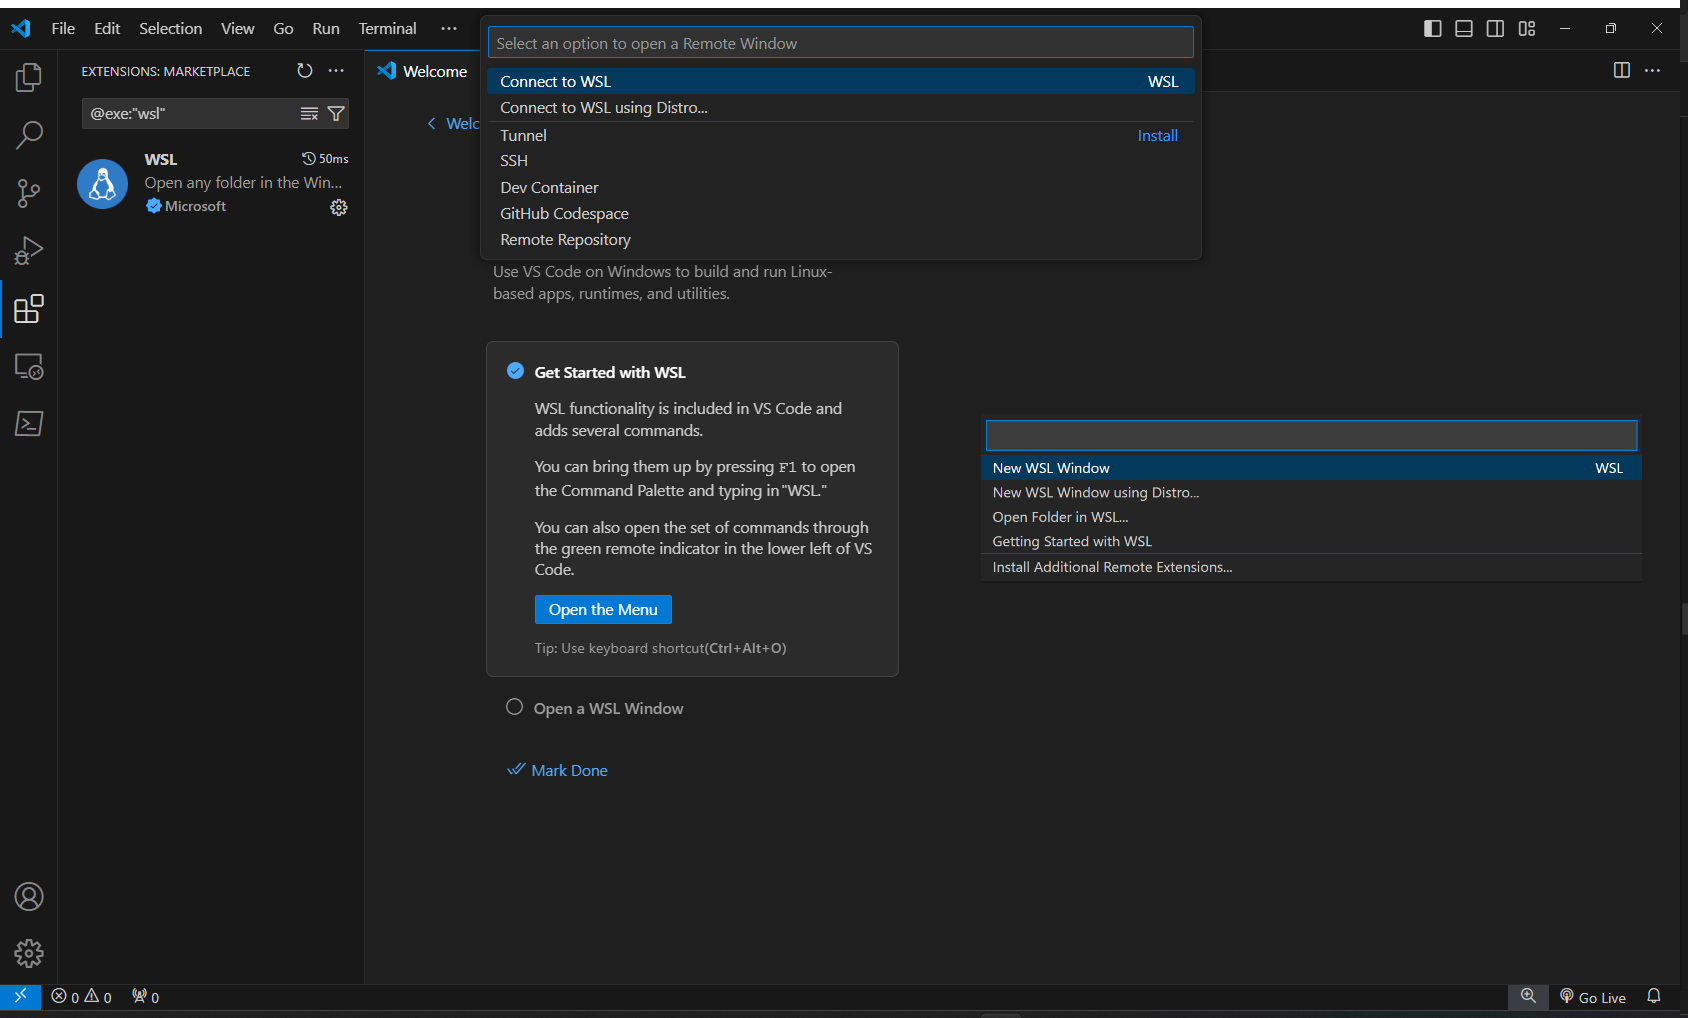 File Edit Selection View Go Run Terminal ···
Select an option to open a Remote Window
Connect to WSL WSL
Connect to WSL using Distro...
Tunnel Install
SSH
Dev Container
GitHub Codespace
Remote Repository
EXTENSIONS: MARKETPLACE
@exe:"wsl"
WSL 50ms
Open any folder in the Win...
Microsoft
Welcome
Welc
Use VS Code on Windows to build and run Linux-
based apps, runtimes, and utilities.
Get Started with WSL
WSL functionality is included in VS Code and
adds several commands.
You can bring them up by pressing F1 to open
the Command Palette and typing in "WSL."
You can also open the set of commands through
the green remote indicator in the lower left of VS
Code.
Open the Menu
Tip: Use keyboard shortcut(Ctrl+Alt+O)
Open a WSL Window
Mark Done
New WSL Window WSL
New WSL Window using Distro...
Open Folder in WSL...
Getting Started with WSL
Install Additional Remote Extensions...
0 0 0
Go Live